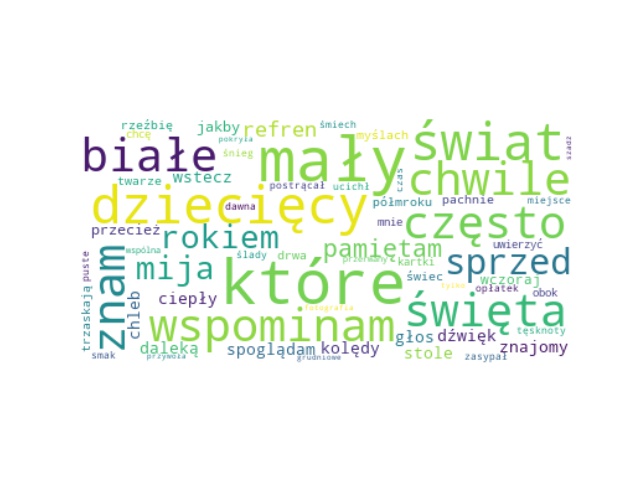 rzeźbię jakby refren śmiech
chcę pokryła myślach świąt szadź
białe śnieg mały
twarze wstecz postrącał ucichł czas chwile
dziecięcy dawna półmroku pachnie miejsce
przecież rokiem mnie często
znam wspólna ślady drwa pamiętam uwierzyć
puste mija które przerwany kartki sprzed
trzaskają chleb ciepły świec wczoraj
fotografia tylko opłatek obok
wspominam święta tęsknoty
daleką głos dźwięk znajomy
smak przywoła spoglądam kolędy stole zasypał
grudniowe